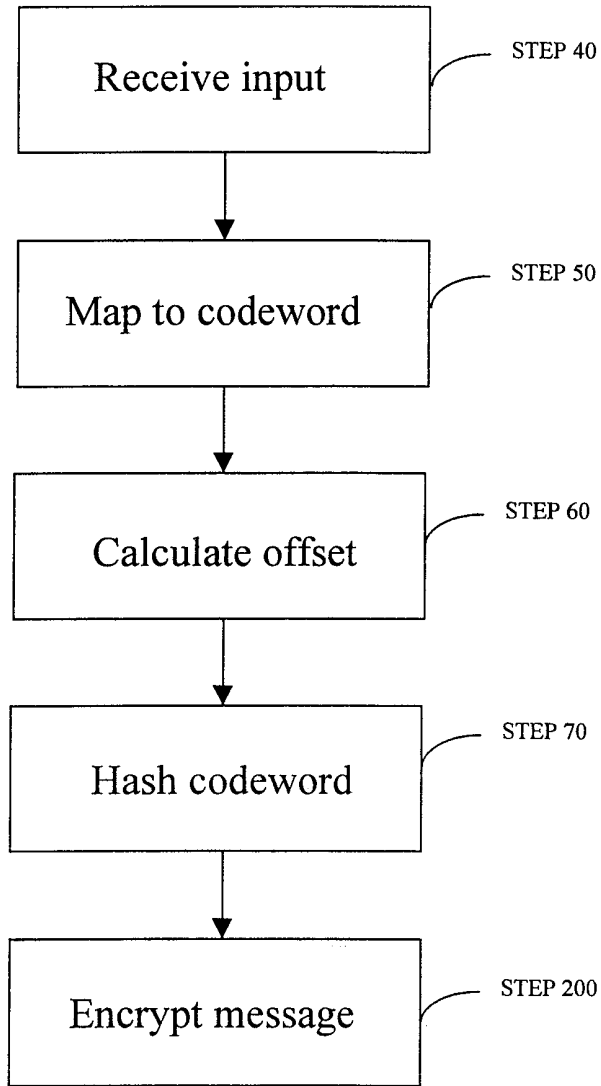 Receive input
STEP 40
Map to codeword
STEP 50
Calculate offset
STEP 60
Hash codeword
STEP 70
Encrypt message
STEP 200